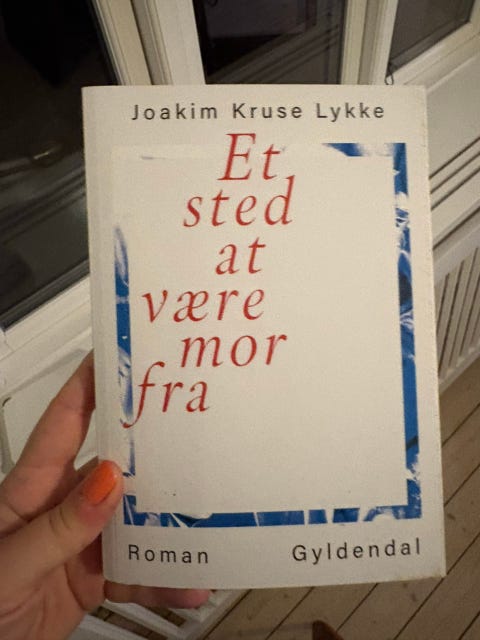 Joakim Kruse Lykke
Et
sted
at
være
mor
fra
Roman Gyldendal